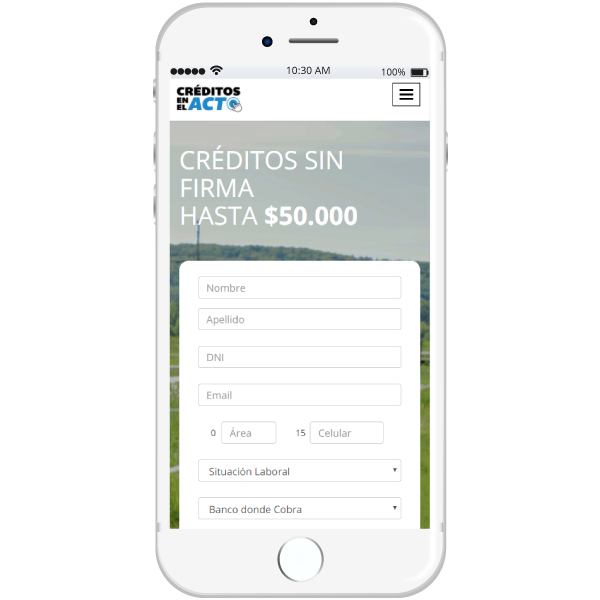 10:30 AM
100%
CRÉDITOS
EN
EL ACTO
CRÉDITOS SIN
FIRMA
HASTA $50.000
Nombre
Apellido
DNI
Email
0 Área 15 Celular
Situación Laboral
Banco donde Cobra